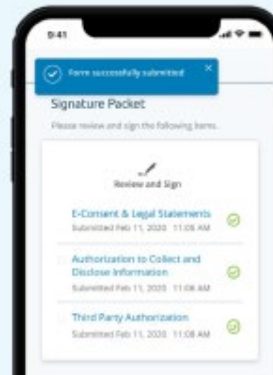 9:41
Form successfully submitted
Signature Packet
Please review and sign the following items.
Review and Sign
E-Consent & Legal Statements
Submitted Feb 11, 2020 11:05 AM
Authorization to Collect and
Disclose Information
Submitted Feb 11, 2020 11:06 AM
Third Party Authorization
Submitted Feb 11, 2020 11:06 AM